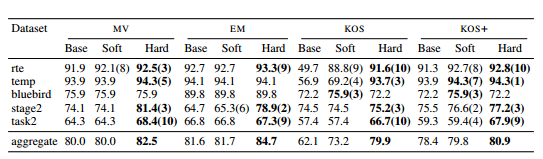 Dataset MV EM KOS KOS+
Base Soft Hard Base Soft Hard Base Soft Hard Base Soft Hard
rte 91.9 92.1(8) 92.5(3) 92.7 92.7 93.3(9) 49.7 88.8(9) 91.6(10) 91.3 92.7(8) 92.8(10)
temp 93.9 93.9 94.3(5) 94.1 94.1 94.1 56.9 69.2(4) 93.7(3) 93.9 94.3(7) 94.3(1)
bluebird 75.9 75.9 75.9 89.8 89.8 89.8 72.2 75.9(3) 72.2 72.2 75.9(3) 72.2
stage2 74.1 74.1 81.4(3) 64.7 65.3(6) 78.9(2) 74.5 74.5 75.2(3) 75.5 76.6(2) 77.2(3)
task2 64.3 64.3 68.4(10) 66.8 66.8 67.3(9) 57.4 57.4 66.7(10) 59.3 59.4(4) 67.9(9)
aggregate 80.0 80.0 82.5 81.6 81.7 84.7 62.1 73.2 79.9 78.4 79.8 80.9